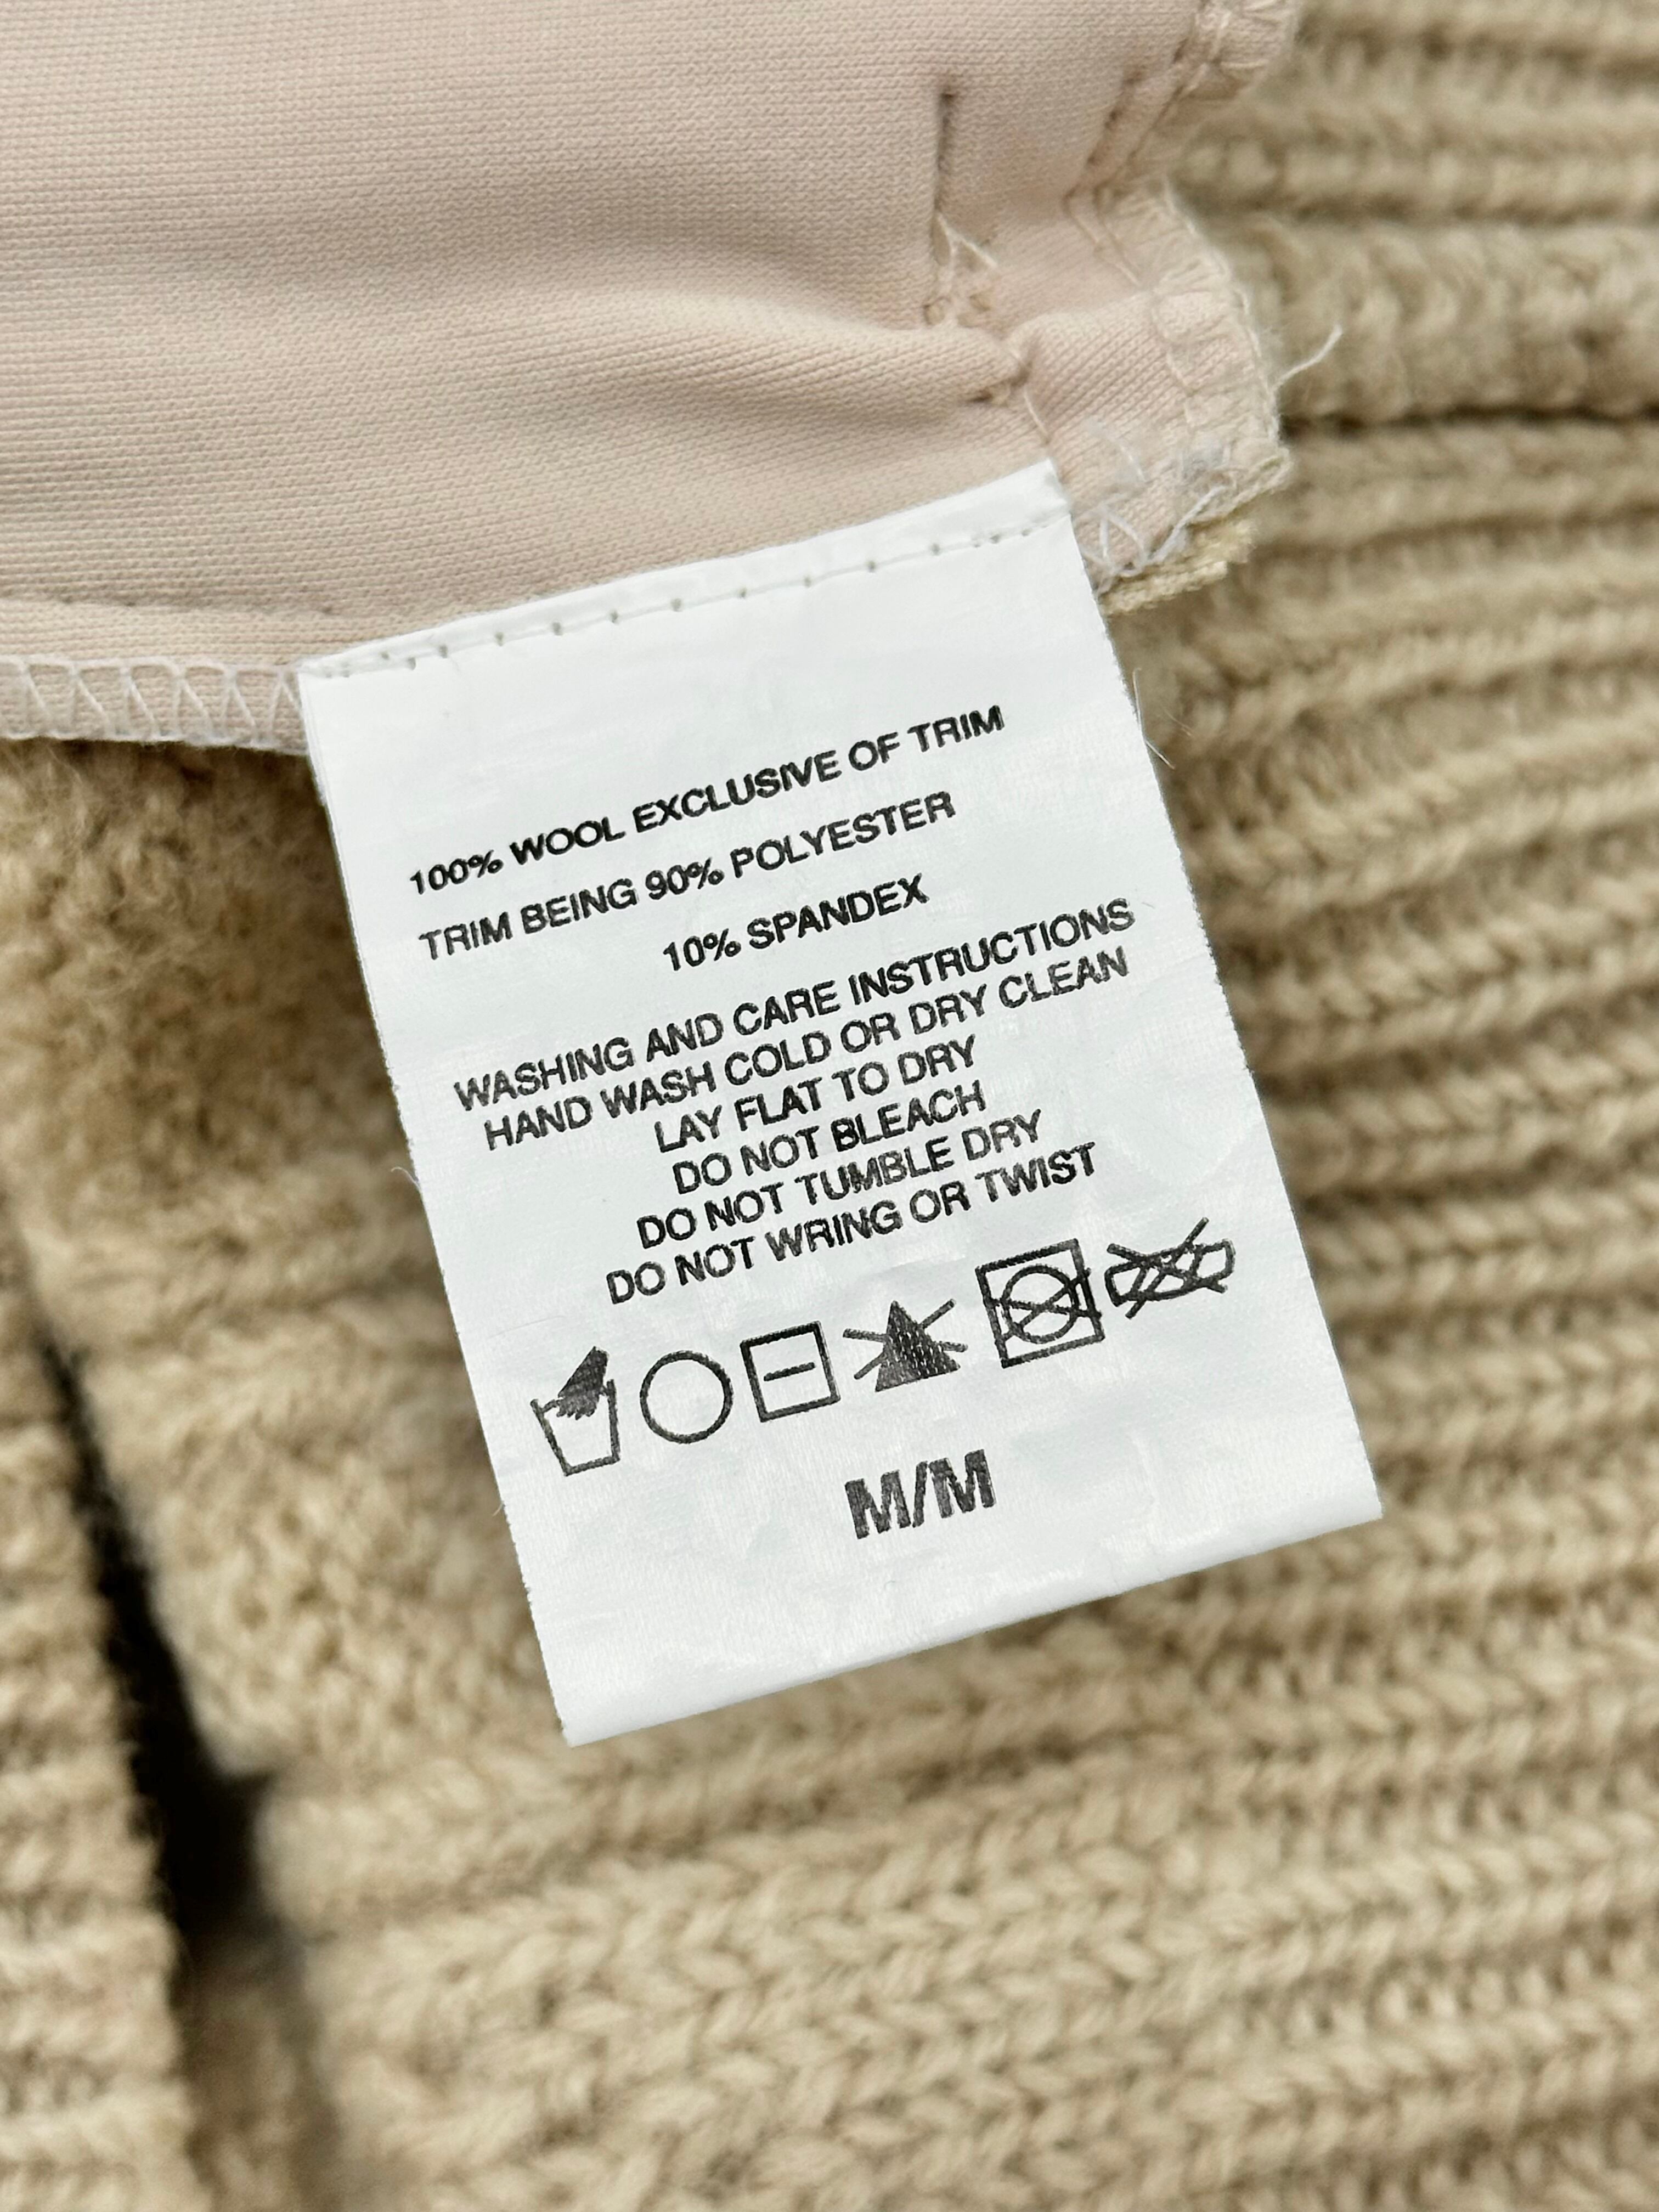 100% WOOL EXCLUSIVE OF TRIM
TRIM BEING 90% POLYESTER
10% SPANDEX
WASHING AND CARE INSTRUCTIONS
HAND WASH COLD OR DRY CLEAN
LAY FLAT TO DRY
DO NOT BLEACH
DO NOT TUMBLE DRY
DO NOT WRING OR TWIST
M/M